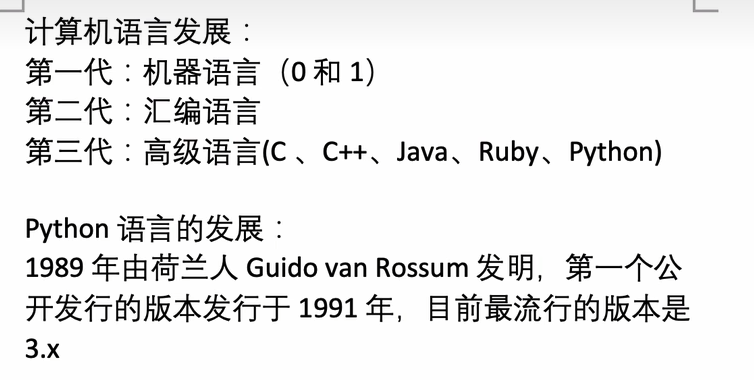 计算机语言发展：
第一代：机器语言（0 和 1）
第二代：汇编语言
第三代：高级语言(C 、C++、Java、Ruby、Python)
Python 语言的发展：
1989 年由荷兰人 Guido van Rossum 发明，第一个公
开发行的版本发行于 1991 年，目前最流行的版本是
3.x